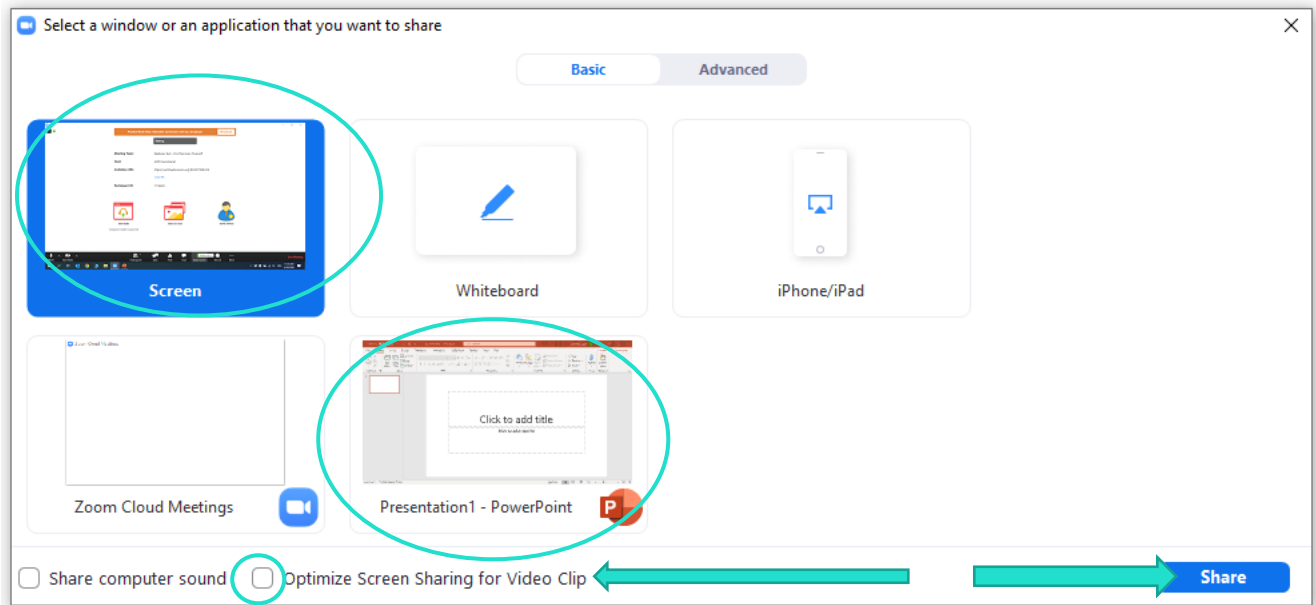 Select a window or an application that you want to share
Basic
Advanced
Screen
Whiteboard
iPhone/iPad
Click to add title
Zoom Cloud Meetings
Presentation1 - PowerPoint
P
Share computer sound
Optimize Screen Sharing for Video Clip
Share